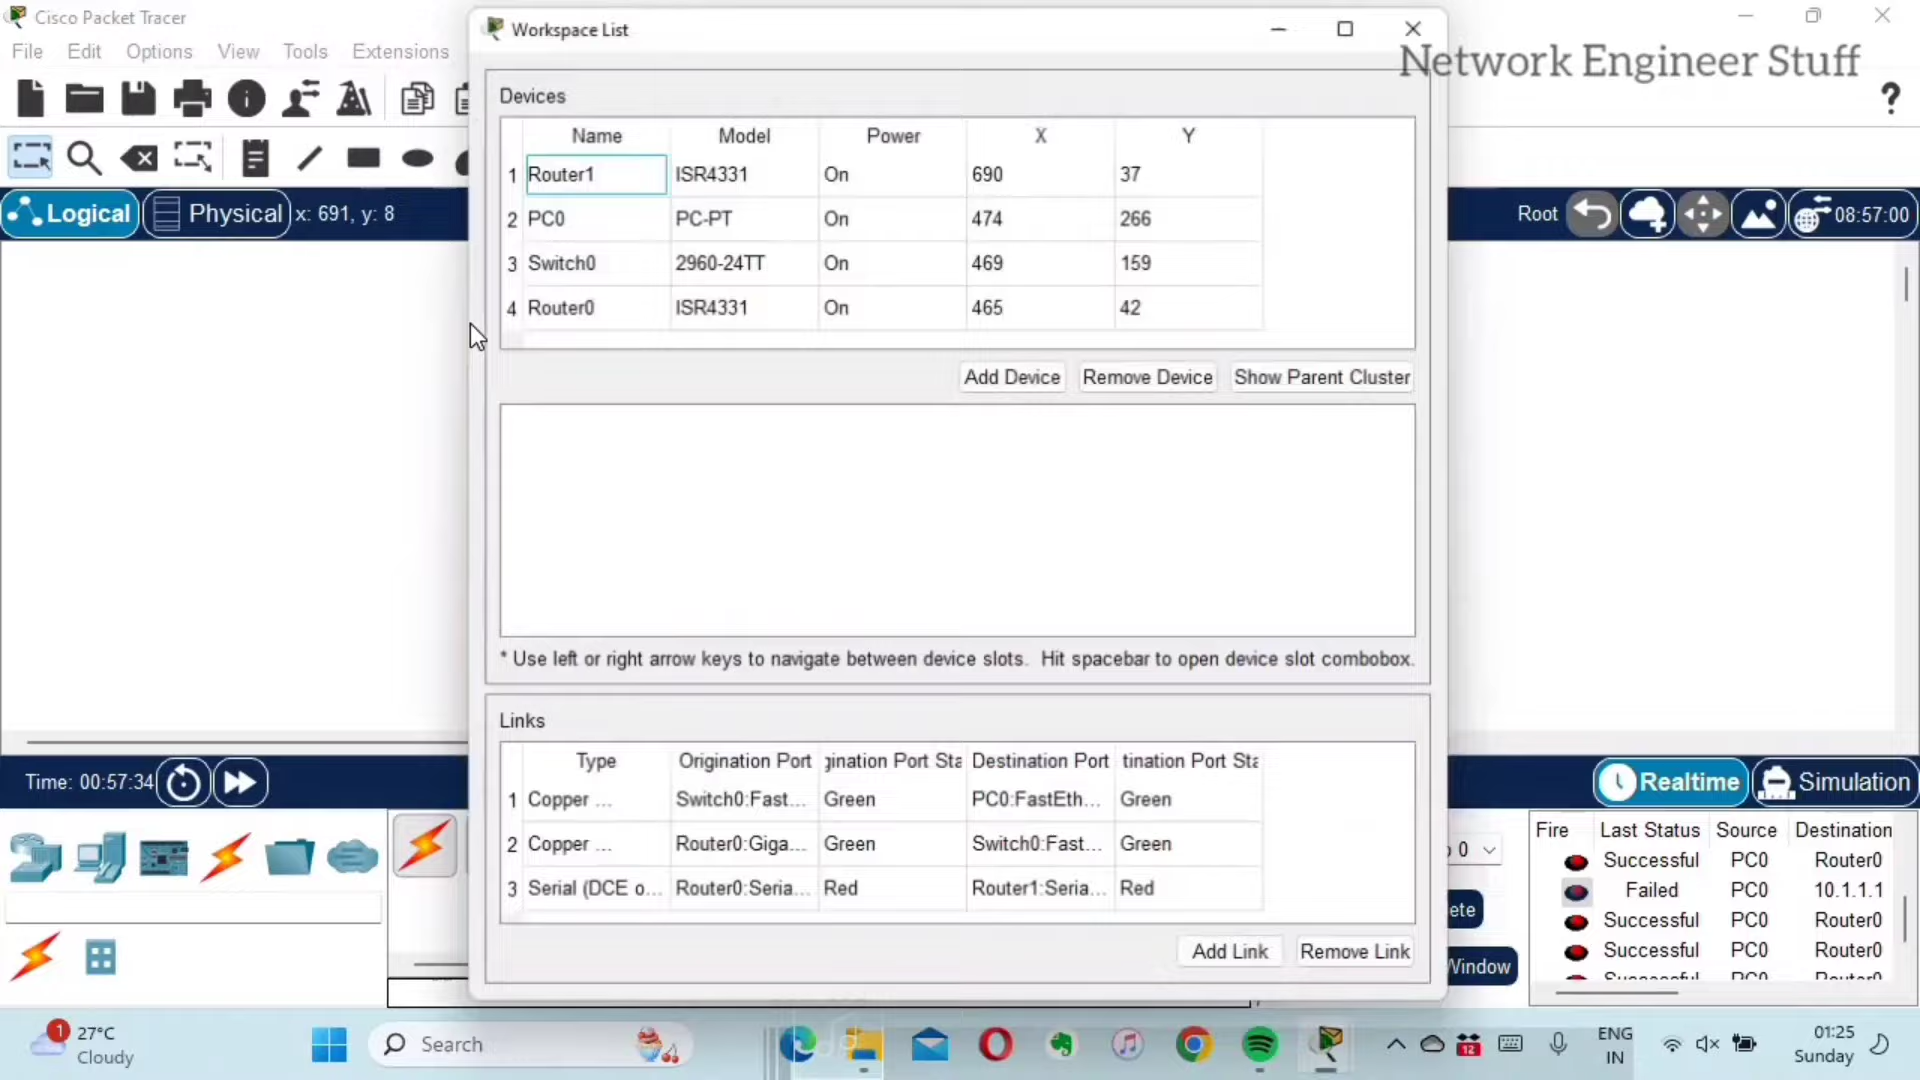 Cisco Packet Tracer
Workspace List
File Edit Options View Tools Extensions
Network Engineer Stuff
?
Devices
Name Model Power X Y
1 Router1 ISR4331 On 690 37
2 PC0 PC-PT On 474 266
3 Switch0 2960-24TT On 469 159
4 Router0 ISR4331 On 465 42
Logical Physical x: 691, y: 8
Root 08:57:00
Add Device Remove Device Show Parent Cluster
* Use left or right arrow keys to navigate between device slots. Hit spacebar to open device slot combobox.
Links
Type Origination Port gination Port Sta Destination Port tination Port Sta
1 Copper ... Switch0:Fast... Green PC0:FastEth... Green
2 Copper ... Router0:Giga... Green Switch0:Fast... Green
3 Serial (DCE o... Router0:Seria... Red Router1:Seria... Red
Add Link Remove Link
Time: 00:57:34
Realtime Simulation
0
ete
Window
Fire Last Status Source Destination
Successful PC0 Router0
Failed PC0 10.1.1.1
Successful PC0 Router0
Successful PC0 Router0
Successful PC0 Router0
1 27°C
Cloudy
Search
12
ENG
IN
01:25
Sunday